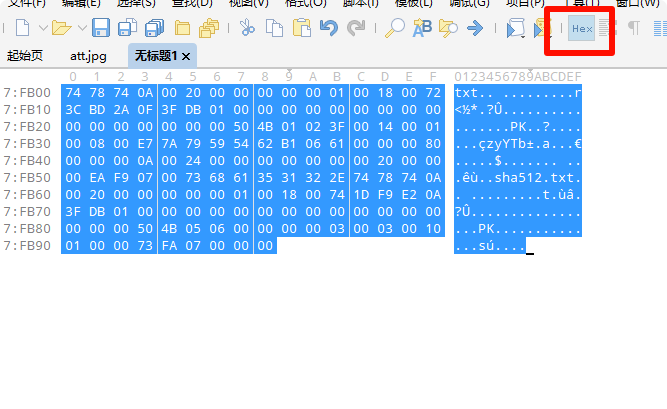 文件(F) 编辑(E) 选择(S) 查找(D) 视图(V) 格式(O) 脚本(I) 模板(L) 调试(G) 项目(P) 工具(T) 窗口(W)
Hex
起始页 att.jpg 无标题1 ×
0 1 2 3 4 5 6 7 8 9 A B C D E F 0123456789ABCDEF
7:FB00 74 78 74 0A 00 20 00 00 00 00 00 01 00 18 00 72 txt.. .........r
7:FB10 3C BD 2A 0F 3F DB 01 00 00 00 00 00 00 00 00 00 <½*.?Û..........
7:FB20 00 00 00 00 00 00 00 50 4B 01 02 3F 00 14 00 01 .......PK..?....
7:FB30 00 08 00 E7 7A 79 59 54 62 B1 06 61 00 00 00 80 ...çzyYTb±.a...€
7:FB40 00 00 00 0A 00 24 00 00 00 00 00 00 00 20 00 00 .....$....... ..
7:FB50 00 EA F9 07 00 73 68 61 35 31 32 2E 74 78 74 0A .êù..sha512.txt.
7:FB60 00 20 00 00 00 00 00 01 00 18 00 74 1D F9 E2 0A . .........t.ùâ.
7:FB70 3F DB 01 00 00 00 00 00 00 00 00 00 00 00 00 00 ?Û..............
7:FB80 00 00 00 50 4B 05 06 00 00 00 00 03 00 03 00 10 ...PK...........
7:FB90 01 00 00 73 FA 07 00 00 00 ...sú....